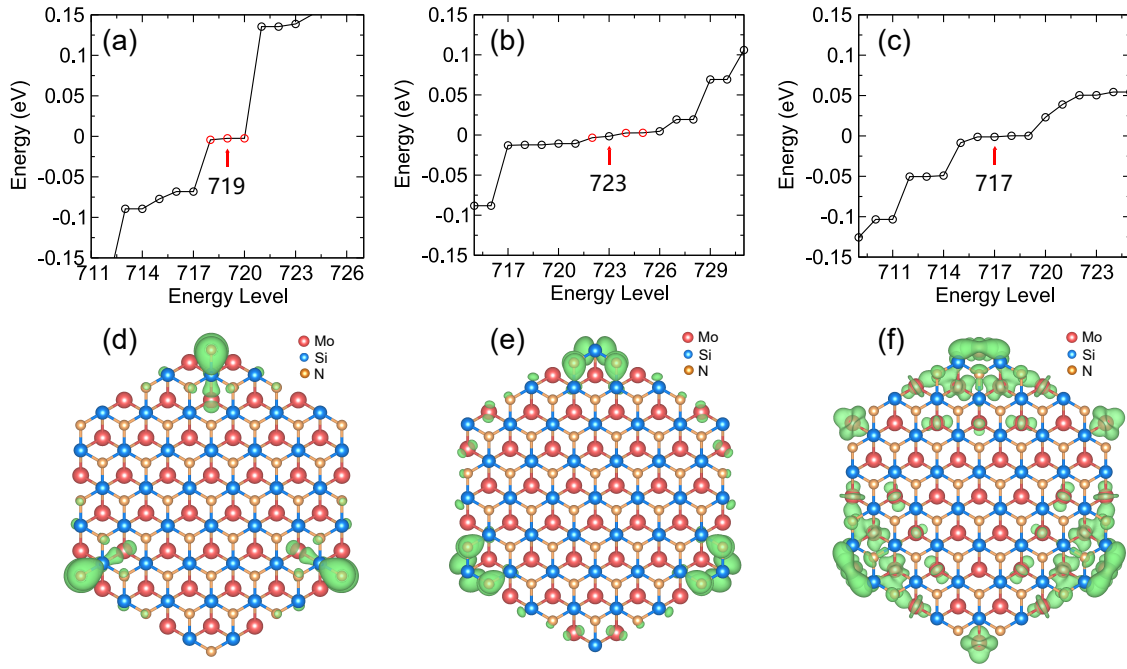 (a)
0.15
0.1
0.05
0
-0.05
-0.1
-0.15
Energy (eV)
719
711 714 717 720 723 726
Energy Level
(b)
0.15
0.1
0.05
0
-0.05
-0.1
-0.15
Energy (eV)
723
717 720 723 726 729
Energy Level
(c)
0.15
0.1
0.05
0
-0.05
-0.1
-0.15
Energy (eV)
717
711 714 717 720 723
Energy Level
(d)
Mo
Si
N
(e)
Mo
Si
N
(f)
Mo
Si
N